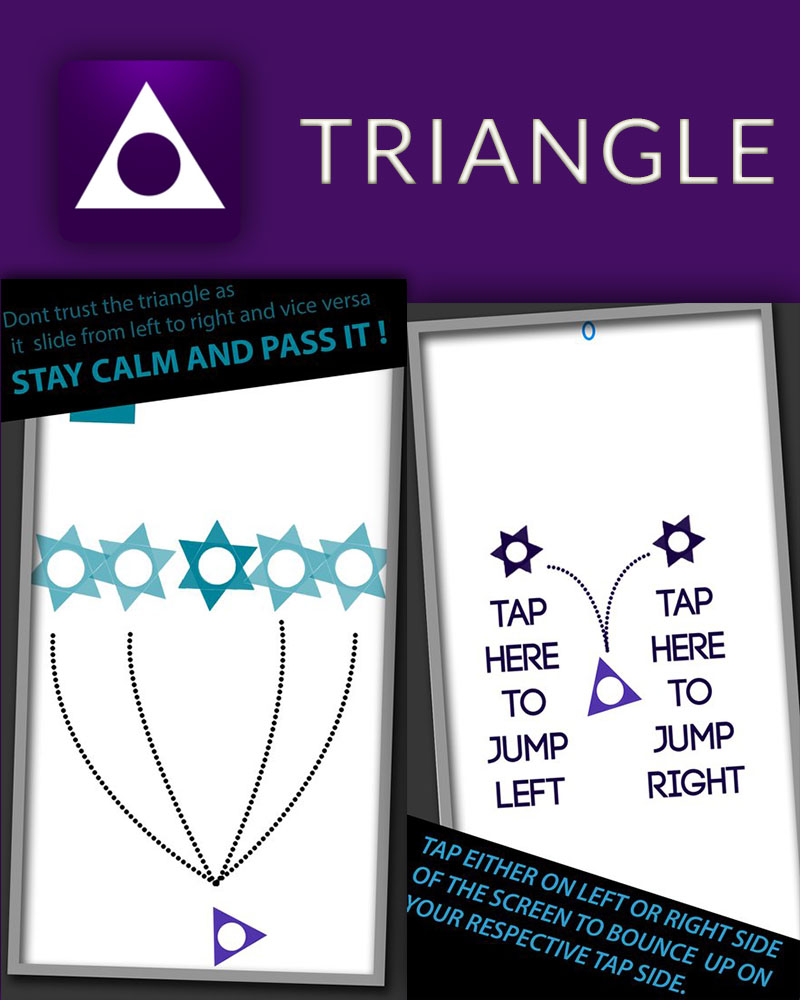 TRIANGLE
Dont trust the triangle as
it slide from left to right and vice versa
STAY CALM AND PASS IT !
0
TAP
HERE
TO
JUMP
LEFT
TAP
HERE
TO
JUMP
RIGHT
TAP EITHER ON LEFT OR RIGHT SIDE
OF THE SCREEN TO BOUNCE UP ON
YOUR RESPECTIVE TAP SIDE.